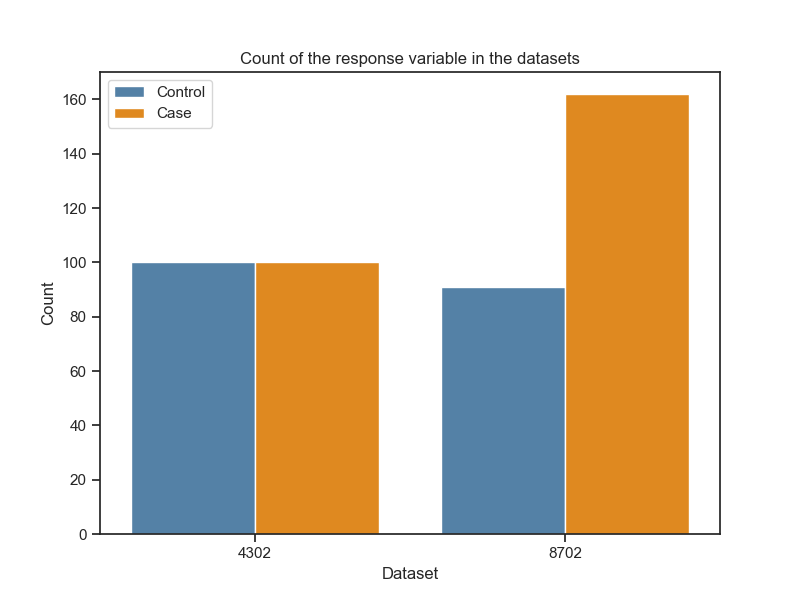 Count of the response variable in the datasets
Control
Case
160
140
120
100
80
60
40
20
0
Count
4302
8702
Dataset